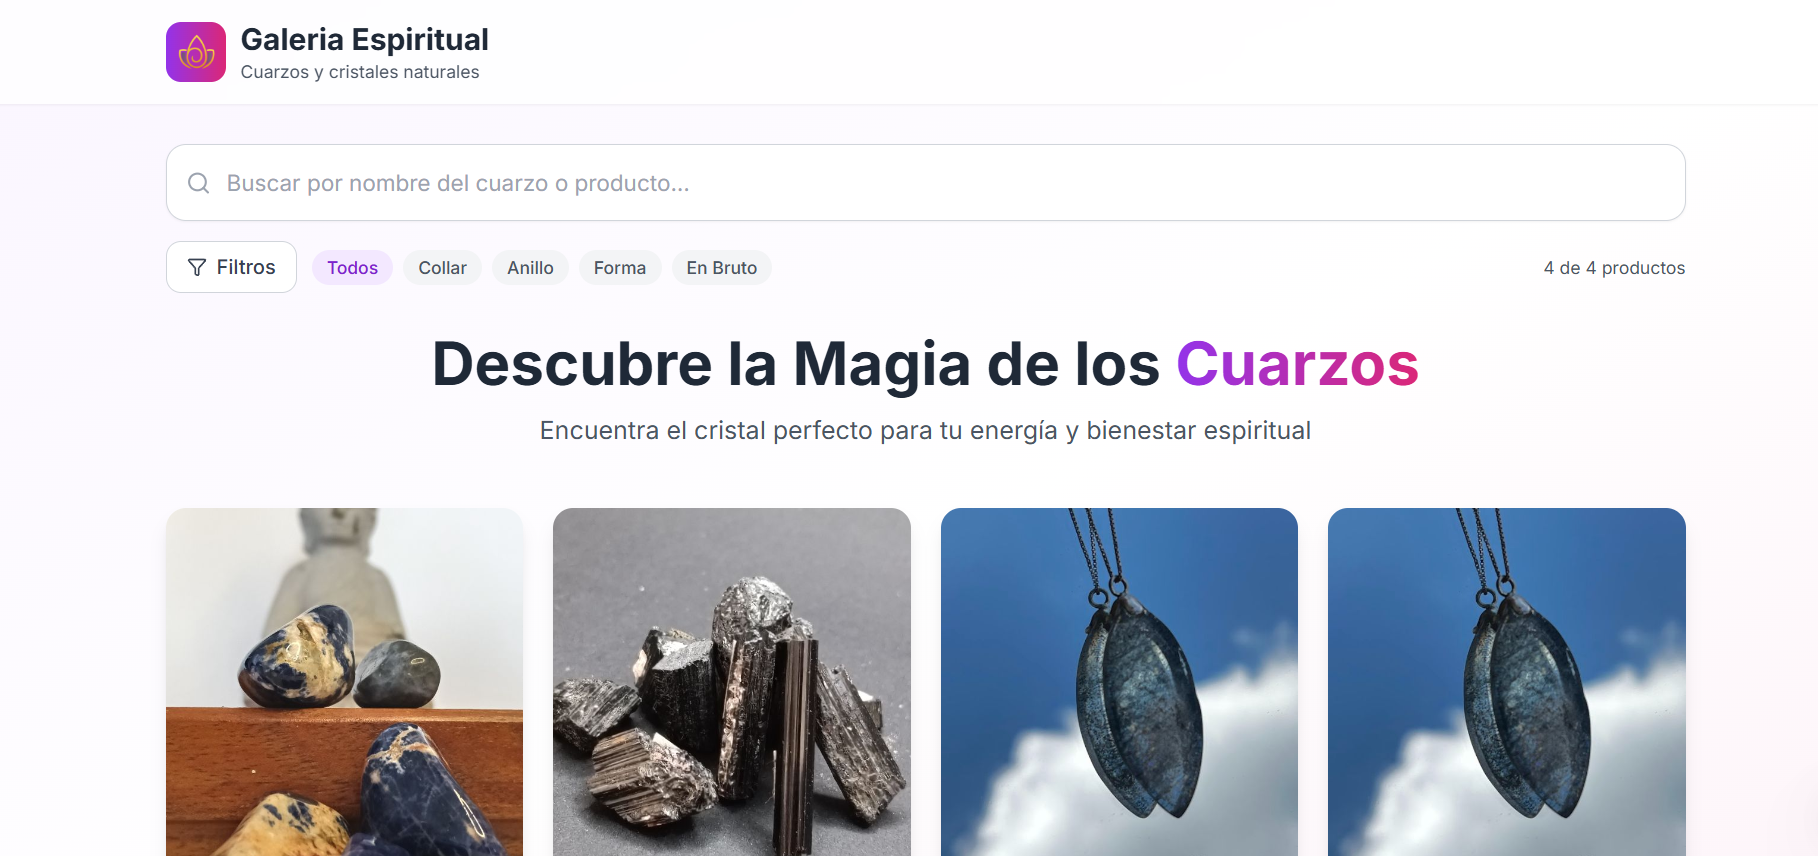 Galeria Espiritual
Cuarzos y cristales naturales
Buscar por nombre del cuarzo o producto...
Filtros Todos Collar Anillo Forma En Bruto 4 de 4 productos
Descubre la Magia de los Cuarzos
Encuentra el cristal perfecto para tu energía y bienestar espiritual